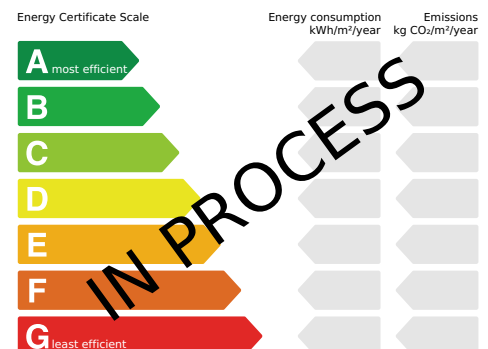 Energy Certificate Scale
Energy consumption
kWh/m²/year
Emissions
kg CO₂/m²/year
A most efficient
B
C
D
E
F
G least efficient
IN PROCESS